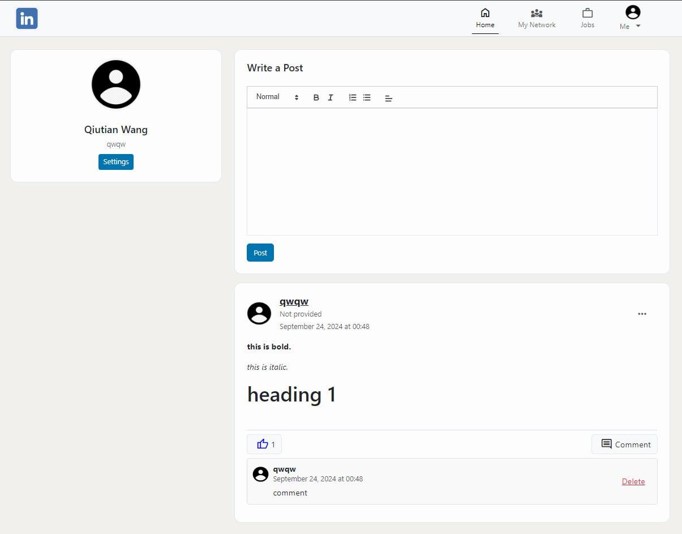 in
Home
My Network
Jobs
Me
Qiutian Wang
qwqw
Settings
Write a Post
Normal
B I
Post
qwqw
Not provided
September 24, 2024 at 00:48
this is bold.
this is italic.
heading 1
1
Comment
qwqw
September 24, 2024 at 00:48
comment
Delete